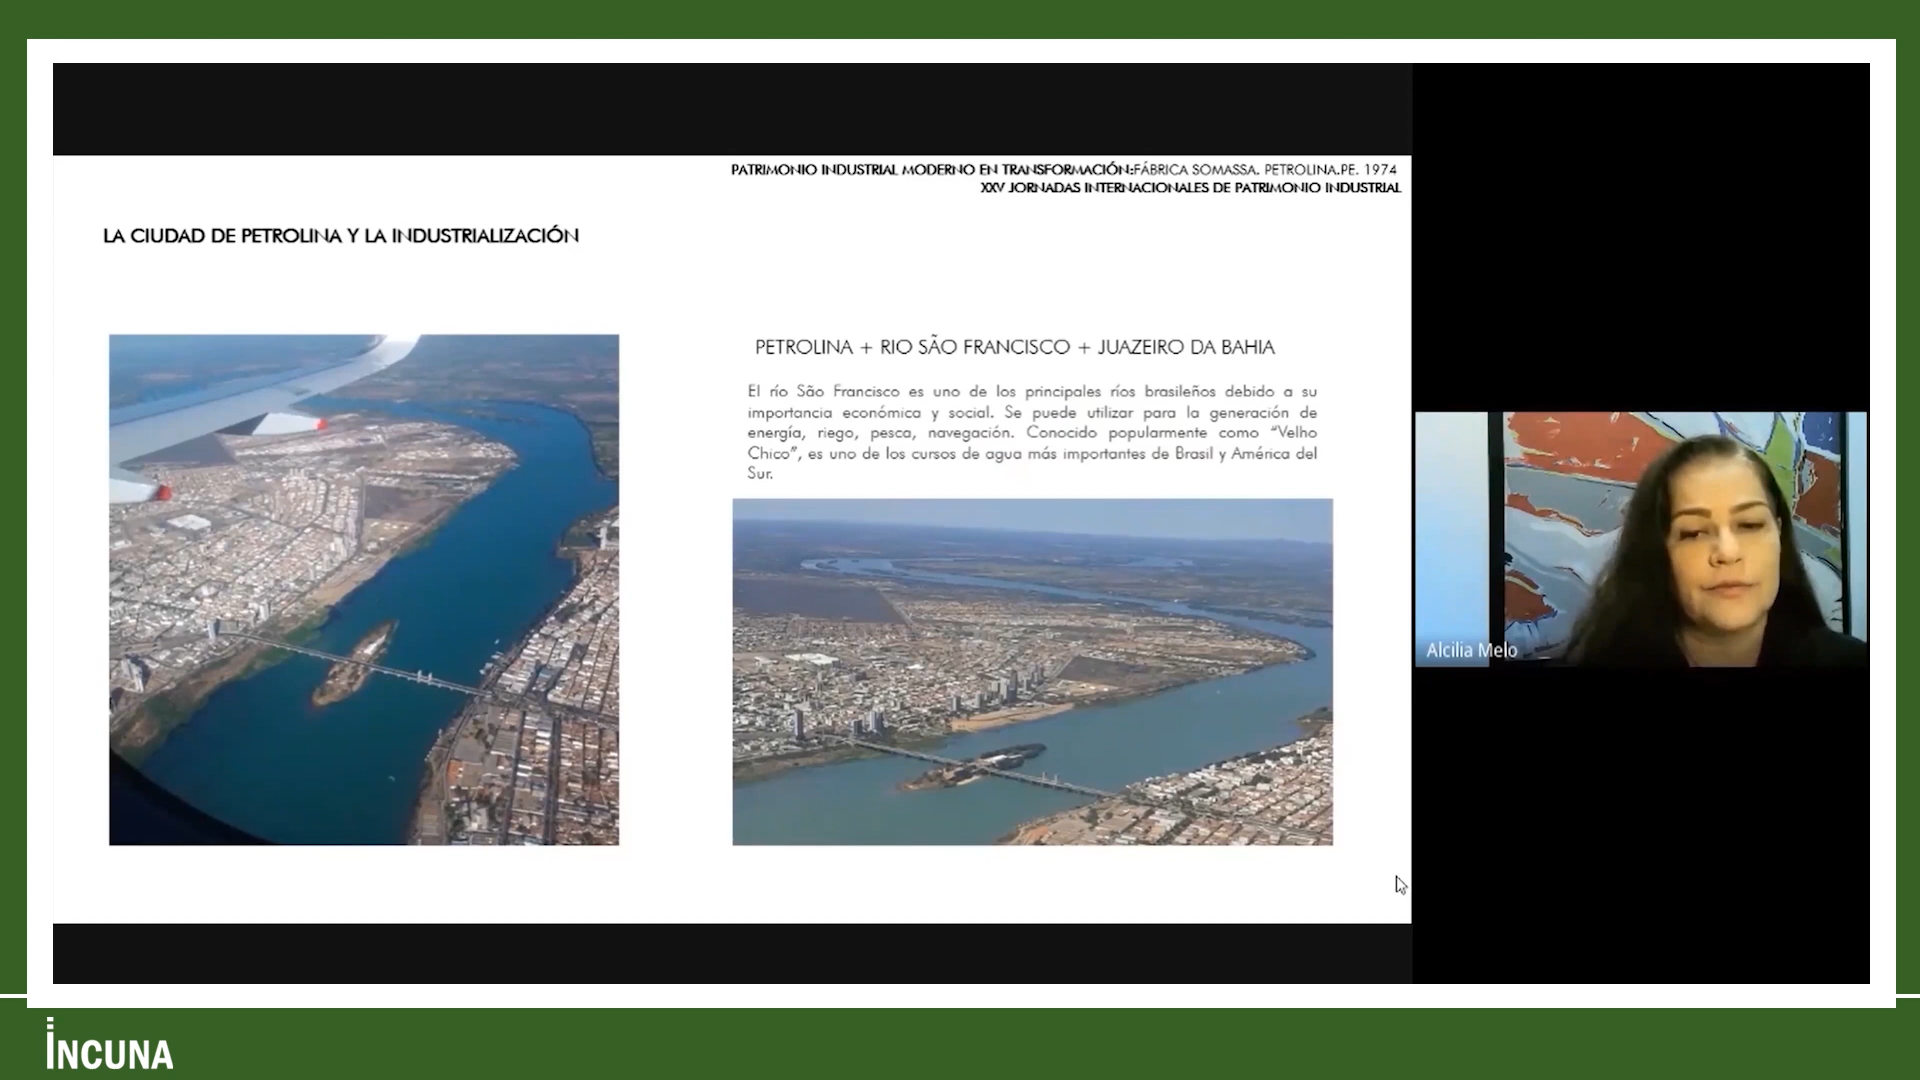 PATRIMONIO INDUSTRIAL MODERNO EN TRANSFORMACIÓN:FÁBRICA SOMASSA. PETROLINA.PE. 1974
XXV JORNADAS INTERNACIONALES DE PATRIMONIO INDUSTRIAL
LA CIUDAD DE PETROLINA Y LA INDUSTRIALIZACIÓN
PETROLINA + RIO SÃO FRANCISCO + JUAZEIRO DA BAHIA
El río São Francisco es uno de los principales ríos brasileños debido a su
importancia económica y social. Se puede utilizar para la generación de
energía, riego, pesca, navegación. Conocido popularmente como “Velho
Chico”, es uno de los cursos de agua más importantes de Brasil y América del
Sur.
Alcilia Melo
INCUNA